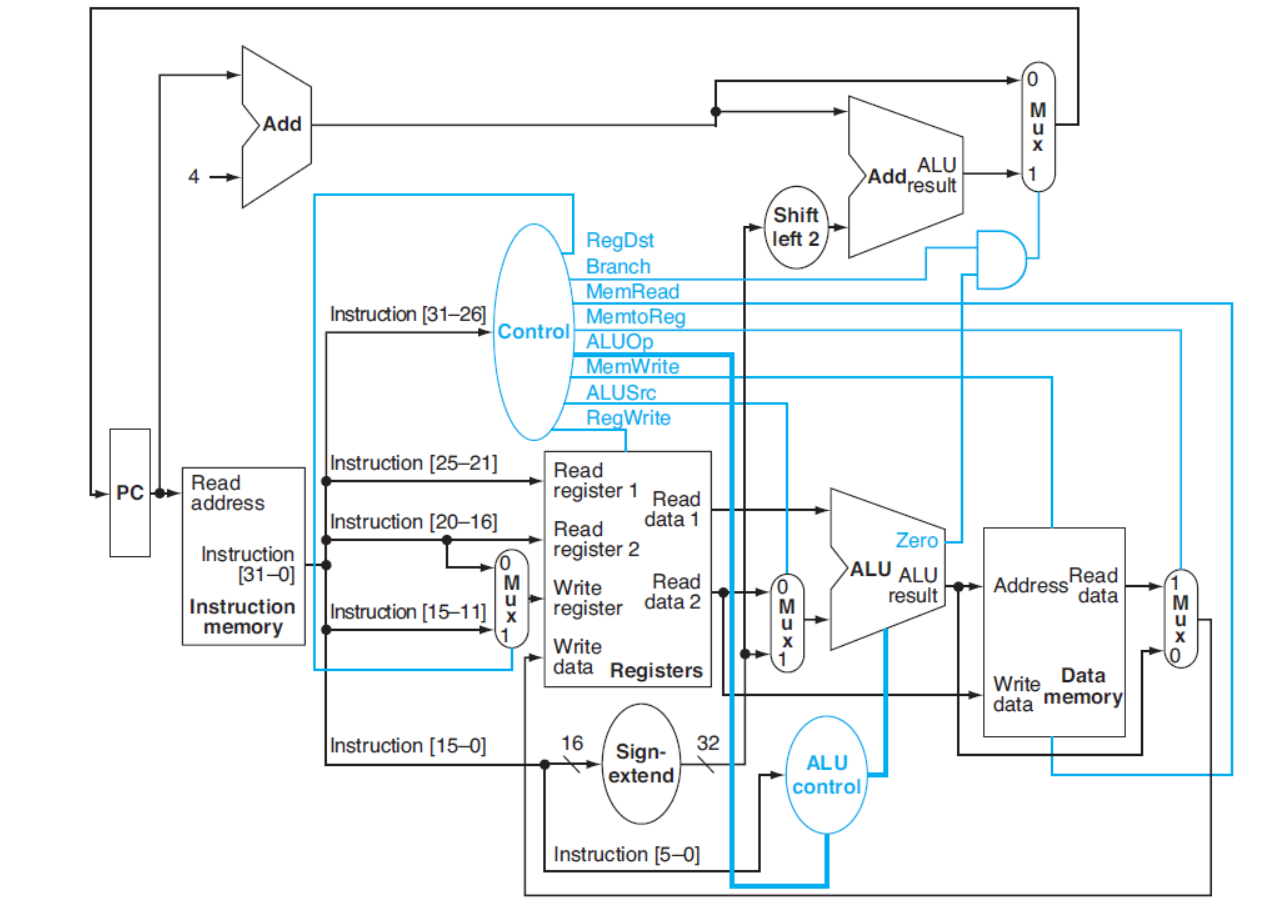 Add
4
0
M
u
x
1
Add
ALU
result
Shift
left 2
RegDst
Branch
MemRead
MemtoReg
ALUOp
MemWrite
ALUSrc
RegWrite
Control
Instruction [31–26]
PC
Read
address
Instruction
[31–0]
Instruction
memory
Instruction [25–21]
Instruction [20–16]
Instruction [15–11]
0
M
u
x
1
Read
register 1
Read
register 2
Write
register
Write
data
Read
data 1
Read
data 2
Registers
0
M
u
x
1
Zero
ALU
ALU
result
Address
Read
data
Write
data
Data
memory
1
M
u
x
0
Instruction [15–0]
16
Sign-
extend
32
ALU
control
Instruction [5–0]